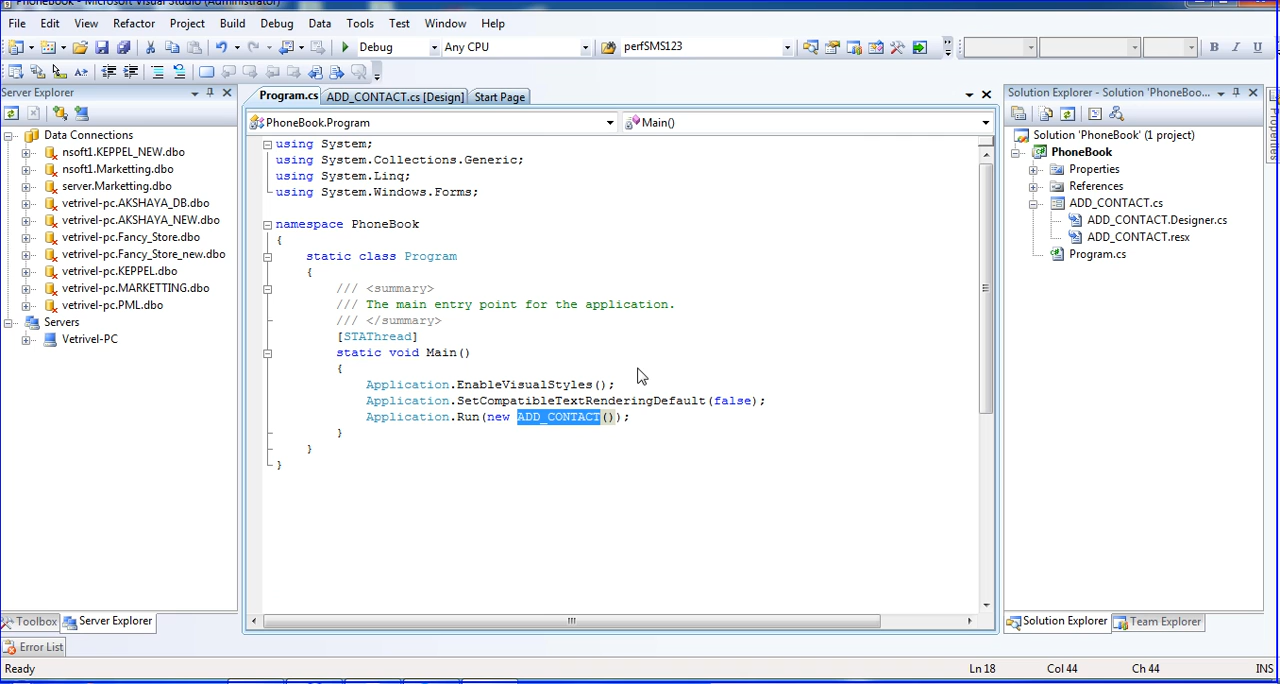 PhoneBook - Microsoft Visual Studio (Administrator)
File Edit View Refactor Project Build Debug Data Tools Test Window Help
Debug Any CPU perfSMS123 B I U
Server Explorer
Program.cs ADD_CONTACT.cs [Design] Start Page
Solution Explorer - Solution 'PhoneBoo...
PhoneBook.Program Main()
Data Connections
nsoft1.KEPPEL_NEW.dbo
nsoft1.Marketting.dbo
server.Marketting.dbo
vetrivel-pc.AKSHAYA_DB.dbo
vetrivel-pc.AKSHAYA_NEW.dbo
vetrivel-pc.Fancy_Store.dbo
vetrivel-pc.Fancy_Store_new.dbo
vetrivel-pc.KEPPEL.dbo
vetrivel-pc.MARKETTING.dbo
vetrivel-pc.PML.dbo
Servers
Vetrivel-PC
using System;
using System.Collections.Generic;
using System.Linq;
using System.Windows.Forms;
namespace PhoneBook
{
static class Program
{
/// <summary>
/// The main entry point for the application.
/// </summary>
[STAThread]
static void Main()
{
Application.EnableVisualStyles();
Application.SetCompatibleTextRenderingDefault(false);
Application.Run(new ADD_CONTACT());
}
}
}
Solution 'PhoneBook' (1 project)
PhoneBook
Properties
References
ADD_CONTACT.cs
ADD_CONTACT.Designer.cs
ADD_CONTACT.resx
Program.cs
Properties
Toolbox Server Explorer
Solution Explorer Team Explorer
Error List
Ready Ln 18 Col 44 Ch 44 INS